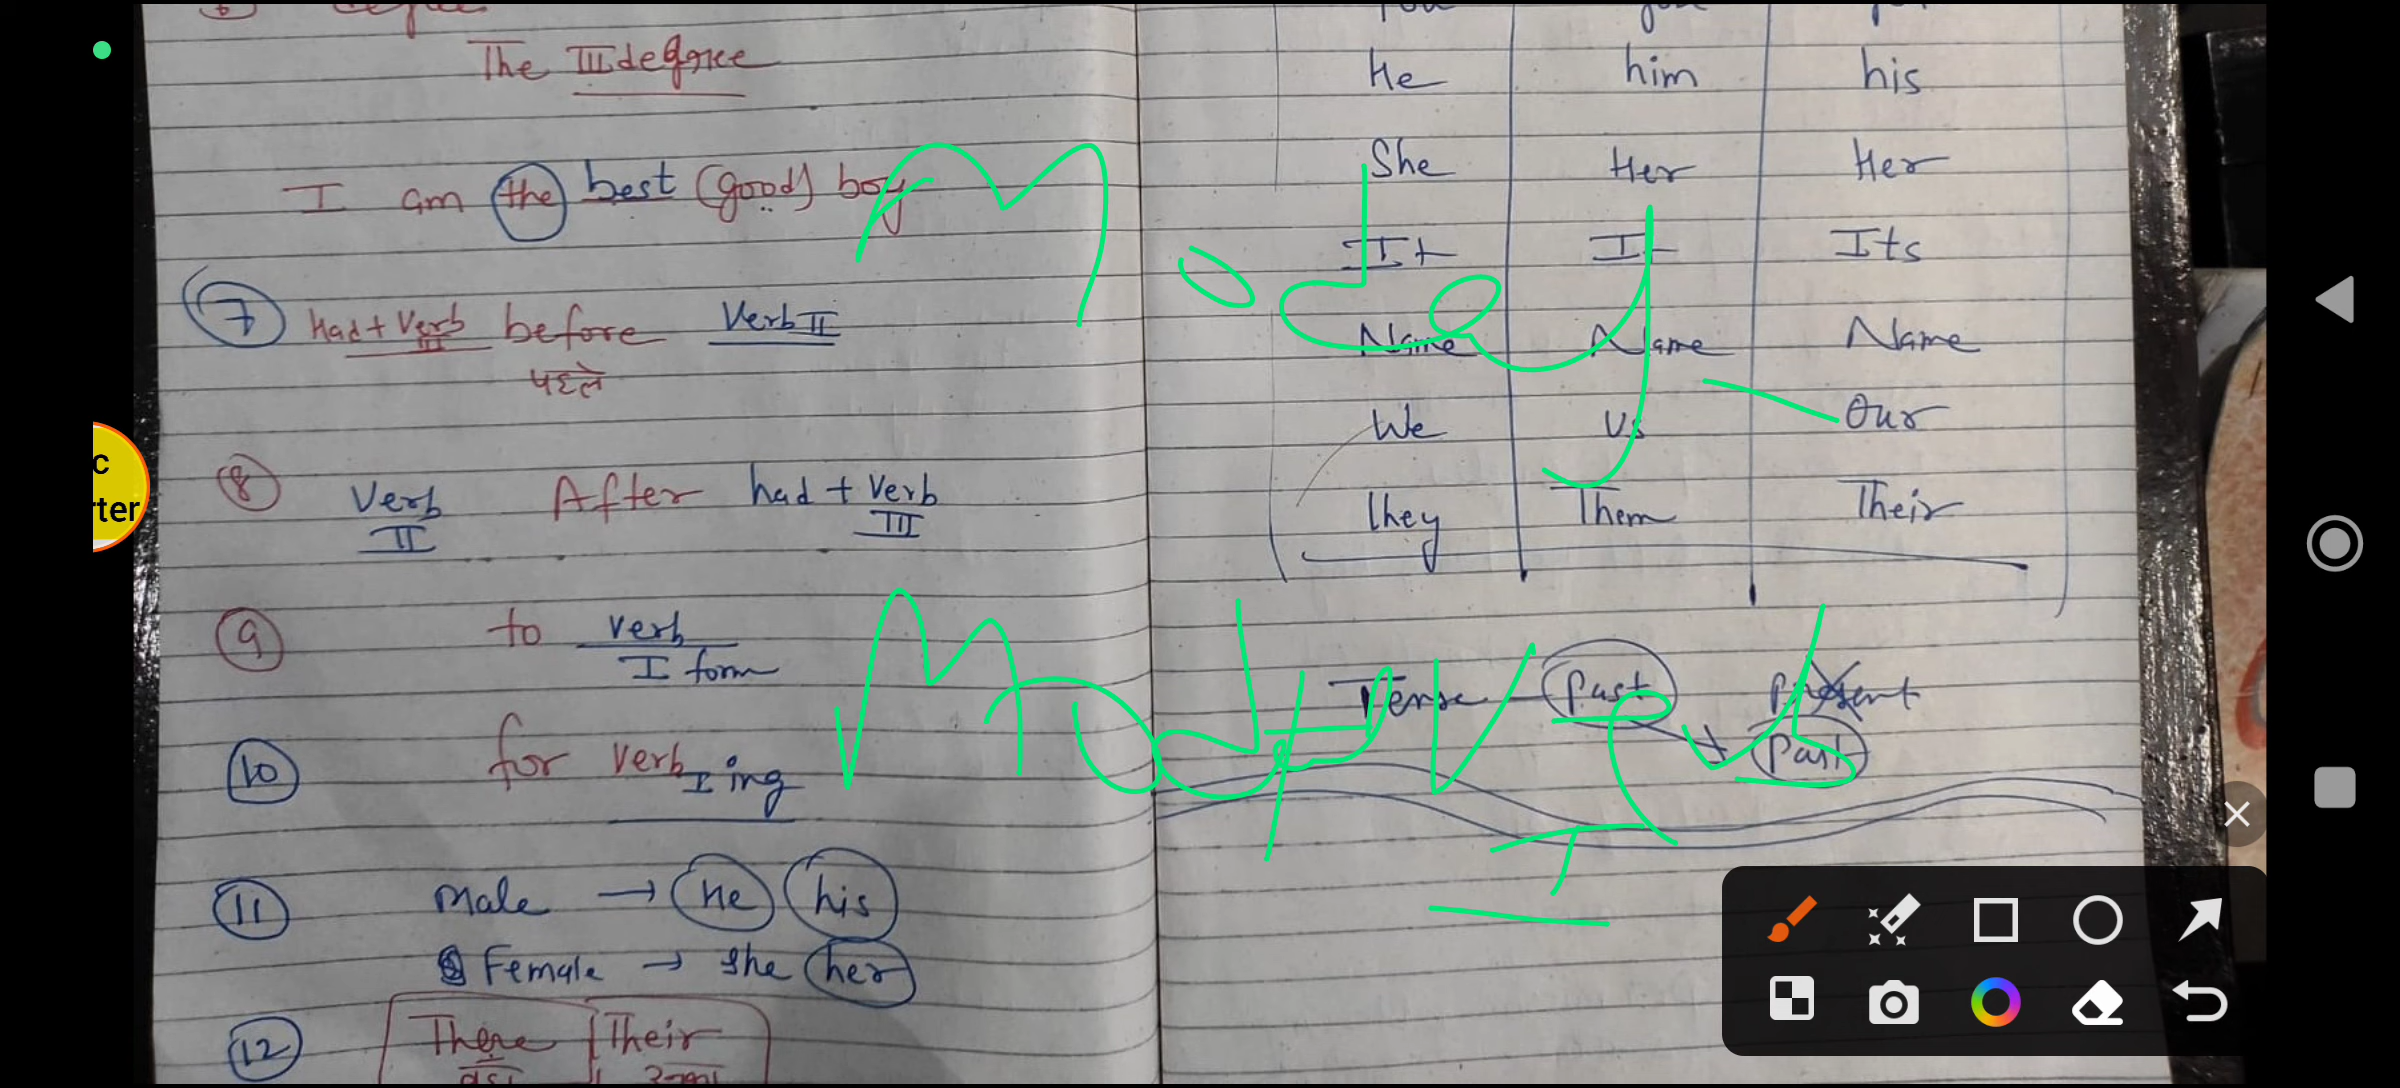 The III degree
I am the best (good) boy
7 had + Verb III before Verb II
पहले
8 Verb II After had + Verb III
9 to verb I form
10 for Verb I ing
11 male → he his
Female → she her
12 There Their
He him his
She Her Her
It It Its
Name Name Name
We Us Our
They Them Their
Tense Past Present
Past
c
rter